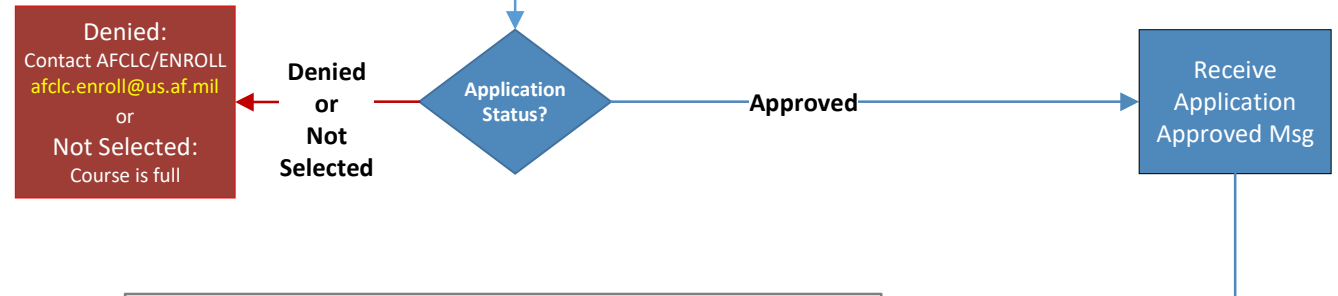 Denied:
Contact AFCLC/ENROLL
afclc.enroll@us.af.mil
or
Not Selected:
Course is full
Denied
or
Not
Selected
Application
Status?
Approved
Receive
Application
Approved Msg